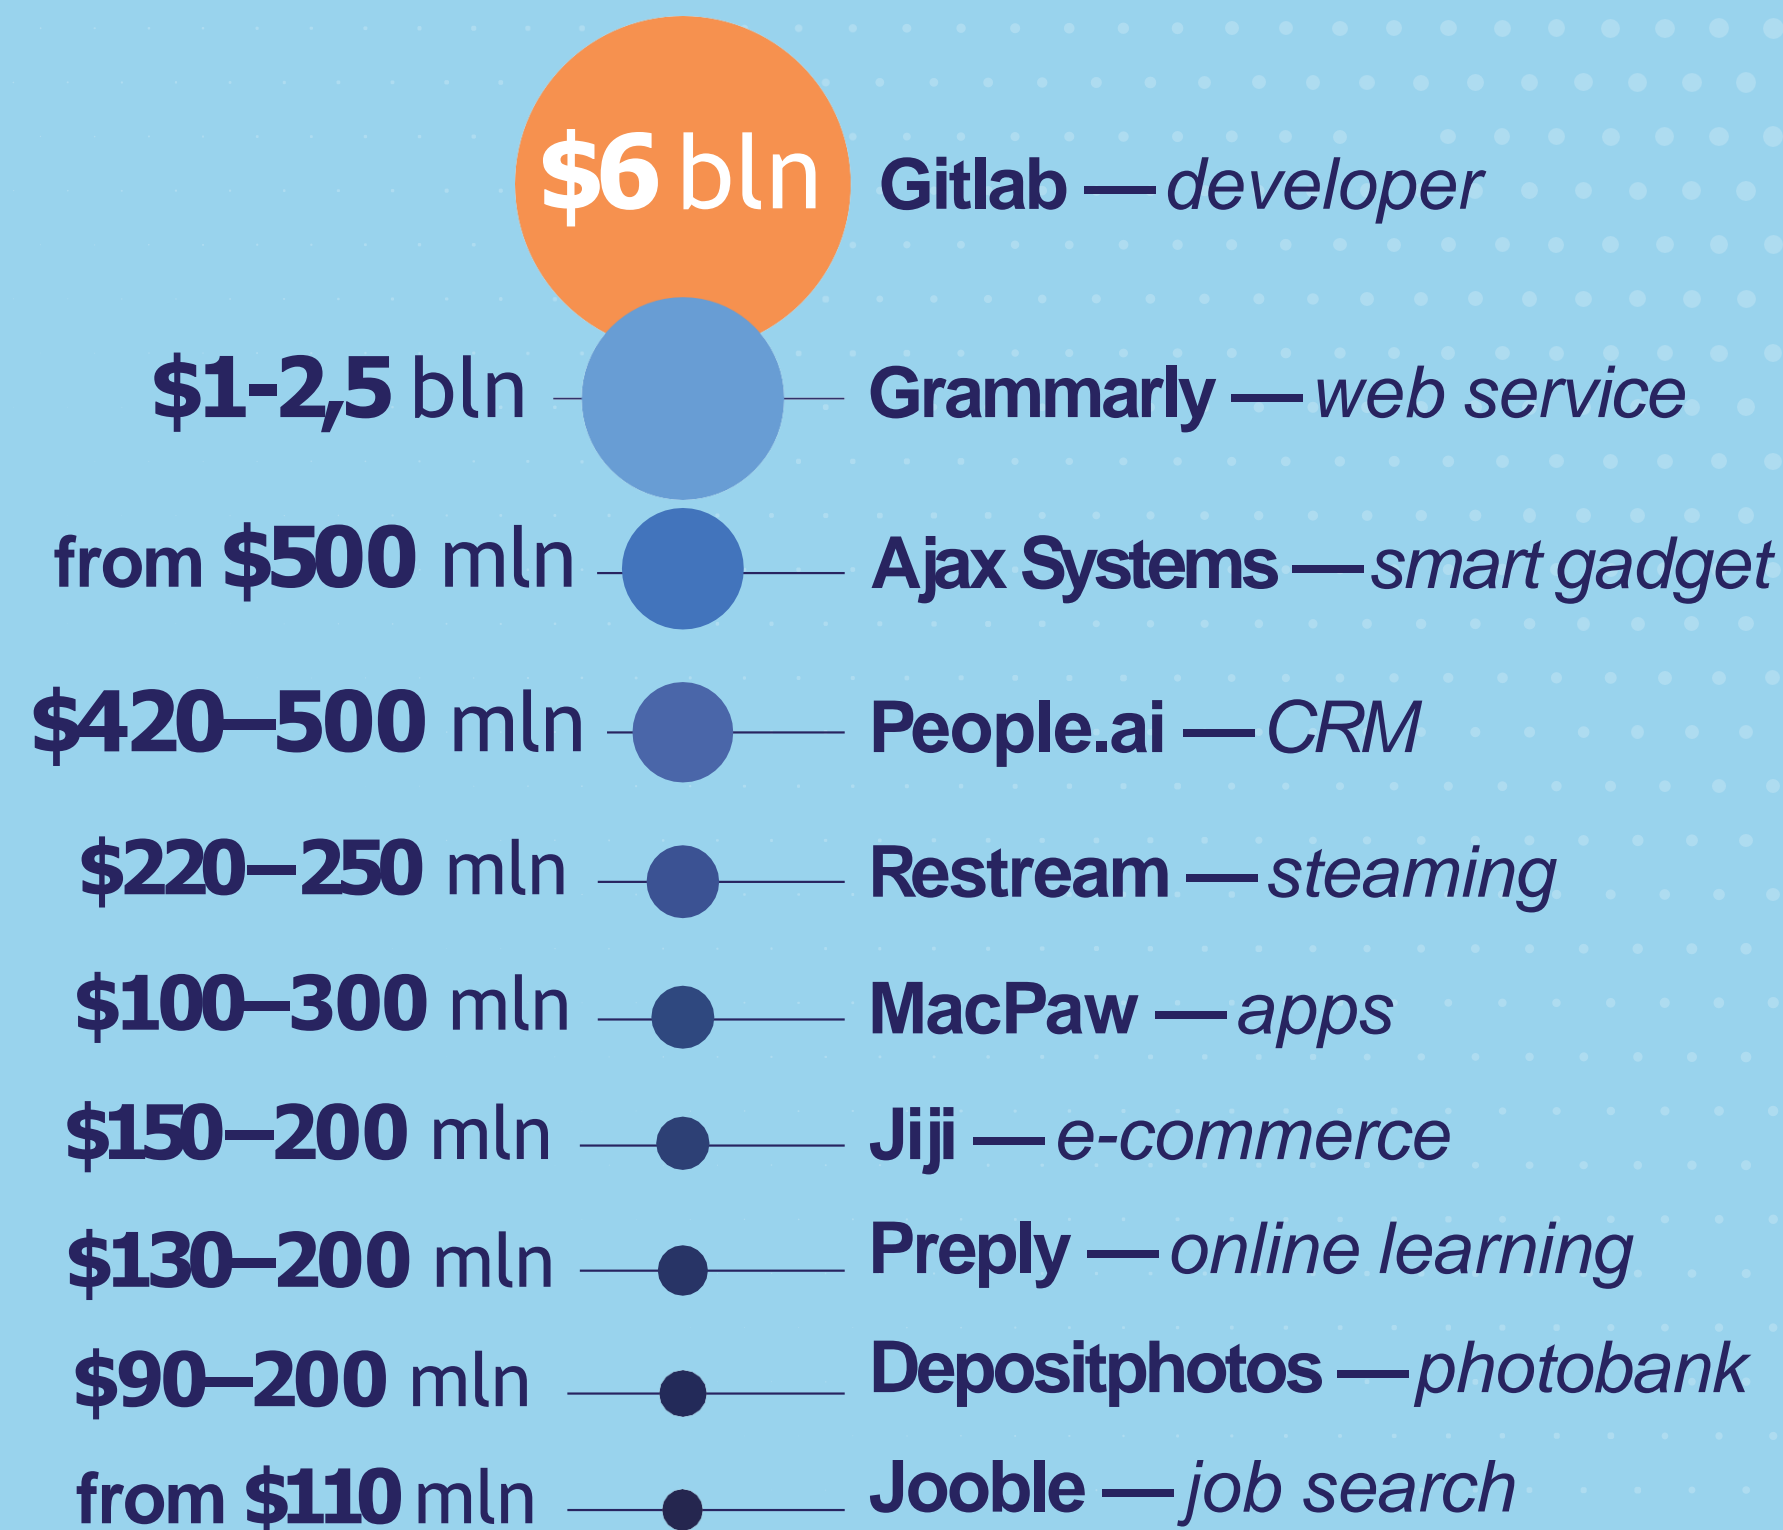 $6 bln Gitlab — developer
$1-2,5 bln Grammarly — web service
from $500 mln Ajax Systems — smart gadget
$420–500 mln People.ai — CRM
$220–250 mln Restream — steaming
$100–300 mln MacPaw — apps
$150–200 mln Jiji — e-commerce
$130–200 mln Preply — online learning
$90–200 mln Depositphotos — photobank
from $110 mln Jooble — job search